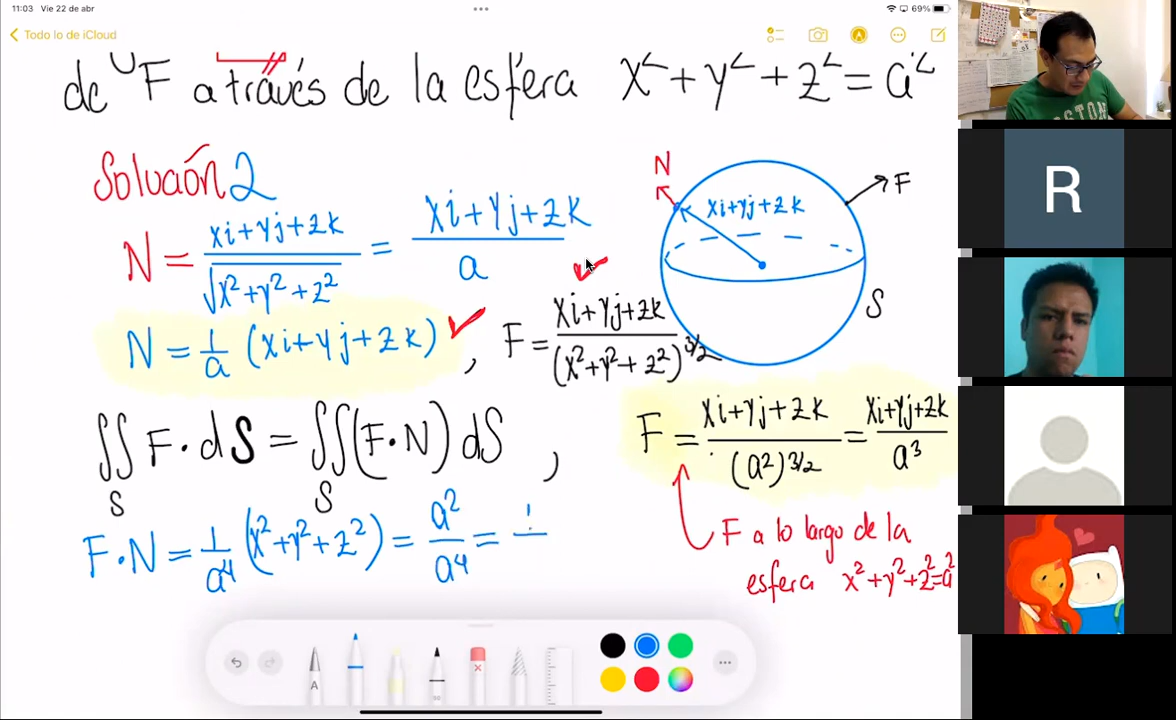 11:03 Vie 22 de abr
69%
Todo lo de iCloud
de F a través de la esfera x²+y²+z²=a²
Solución 2
N = xi+yj+zk / √x²+y²+z² = xi+yj+zk / a
N
xi+yj+zk
F
S
N = 1/a (xi+yj+zk) , F = xi+yj+zk / (x²+y²+z²)^3/2
∬S F·dS = ∬S (F·N) dS ,
F = xi+yj+zk / (a²)^3/2 = xi+yj+zk / a³
F·N = 1/a⁴ (x²+y²+z²) = a²/a⁴ =
F a lo largo de la
esfera x²+y²+z²=a²
A
R